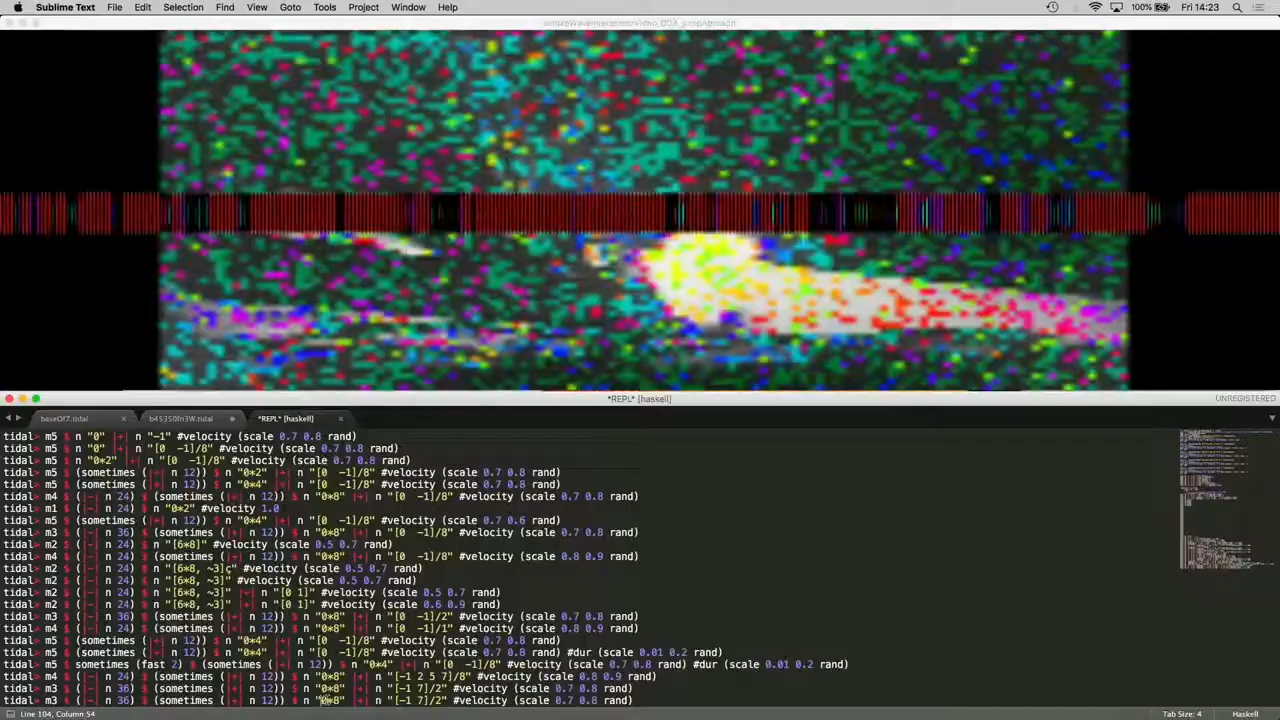 Sublime Text File Edit Selection Find View Goto Tools Project Window Help 100% Fri 14:23
*REPL* [haskell] UNREGISTERED
baseOf7.tidal b45350fn3W.tidal *REPL* [haskell]
tidal> m5 $ n "0" |+| n "-1" #velocity (scale 0.7 0.8 rand)
tidal> m5 $ n "0" |+| n "[0 -1]/8" #velocity (scale 0.7 0.8 rand)
tidal> m5 $ n "0*2" |+| n "[0 -1]/8" #velocity (scale 0.7 0.8 rand)
tidal> m5 $ (sometimes (|+| n 12)) $ n "0*2" |+| n "[0 -1]/8" #velocity (scale 0.7 0.8 rand)
tidal> m5 $ (sometimes (|+| n 12)) $ n "0*4" |+| n "[0 -1]/8" #velocity (scale 0.7 0.8 rand)
tidal> m4 $ (|-| n 24) $ (sometimes (|+| n 12)) $ n "0*8" |+| n "[0 -1]/8" #velocity (scale 0.7 0.8 rand)
tidal> m1 $ (|-| n 24) $ n "0*2" #velocity 1.0
tidal> m5 $ (sometimes (|+| n 12)) $ n "0*4" |+| n "[0 -1]/8" #velocity (scale 0.7 0.6 rand)
tidal> m3 $ (|-| n 36) $ (sometimes (|+| n 12)) $ n "0*8" |+| n "[0 -1]/8" #velocity (scale 0.7 0.8 rand)
tidal> m2 $ n "[6*8]" #velocity (scale 0.5 0.7 rand)
tidal> m4 $ (|-| n 24) $ (sometimes (|+| n 12)) $ n "0*8" |+| n "[0 -1]/8" #velocity (scale 0.8 0.9 rand)
tidal> m2 $ (|-| n 24) $ n "[6*8, ~3]ç" #velocity (scale 0.5 0.7 rand)
tidal> m2 $ (|-| n 24) $ n "[6*8, ~3]" #velocity (scale 0.5 0.7 rand)
tidal> m2 $ (|-| n 24) $ n "[6*8, ~3]" |+| n "[0 1]" #velocity (scale 0.5 0.7 rand)
tidal> m2 $ (|-| n 24) $ n "[6*8, ~3]" |+| n "[0 1]" #velocity (scale 0.6 0.9 rand)
tidal> m3 $ (|-| n 36) $ (sometimes (|+| n 12)) $ n "0*8" |+| n "[0 -1]/2" #velocity (scale 0.7 0.8 rand)
tidal> m4 $ (|-| n 24) $ (sometimes (|+| n 12)) $ n "0*8" |+| n "[0 -1]/1" #velocity (scale 0.8 0.9 rand)
tidal> m5 $ (sometimes (|+| n 12)) $ n "0*4" |+| n "[0 -1]/8" #velocity (scale 0.7 0.8 rand)
tidal> m5 $ (sometimes (|+| n 12)) $ n "0*4" |+| n "[0 -1]/8" #velocity (scale 0.7 0.8 rand) #dur (scale 0.01 0.2 rand)
tidal> m5 $ sometimes (fast 2) $ (sometimes (|+| n 12)) $ n "0*4" |+| n "[0 -1]/8" #velocity (scale 0.7 0.8 rand) #dur (scale 0.01 0.2 rand)
tidal> m4 $ (|-| n 24) $ (sometimes (|+| n 12)) $ n "0*8" |+| n "[-1 2 5 7]/8" #velocity (scale 0.8 0.9 rand)
tidal> m3 $ (|-| n 36) $ (sometimes (|+| n 12)) $ n "0*8" |+| n "[-1 7]/2" #velocity (scale 0.7 0.8 rand)
tidal> m3 $ (|-| n 36) $ (sometimes (|+| n 12)) $ n "0*8" |+| n "[-1 7]/2" #velocity (scale 0.7 0.8 rand)
Line 104, Column 54 Tab Size: 4 Haskell